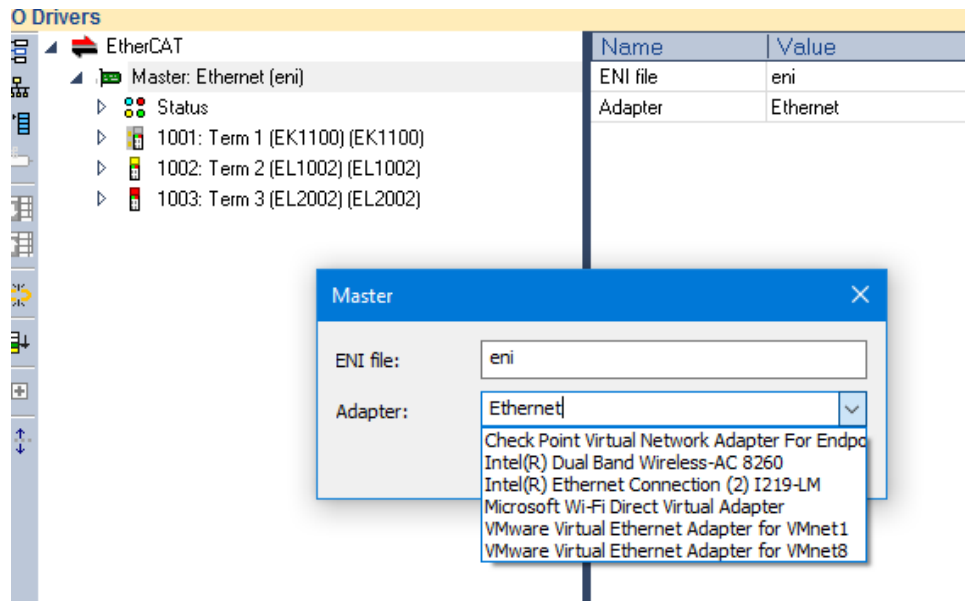 O Drivers
EtherCAT
Master: Ethernet (eni)
Status
1001: Term 1 (EK1100) (EK1100)
1002: Term 2 (EL1002) (EL1002)
1003: Term 3 (EL2002) (EL2002)
Name Value
ENI file eni
Adapter Ethernet
Master
ENI file: eni
Adapter: Ethernet
Check Point Virtual Network Adapter For Endpo
Intel(R) Dual Band Wireless-AC 8260
Intel(R) Ethernet Connection (2) I219-LM
Microsoft Wi-Fi Direct Virtual Adapter
VMware Virtual Ethernet Adapter for VMnet1
VMware Virtual Ethernet Adapter for VMnet8